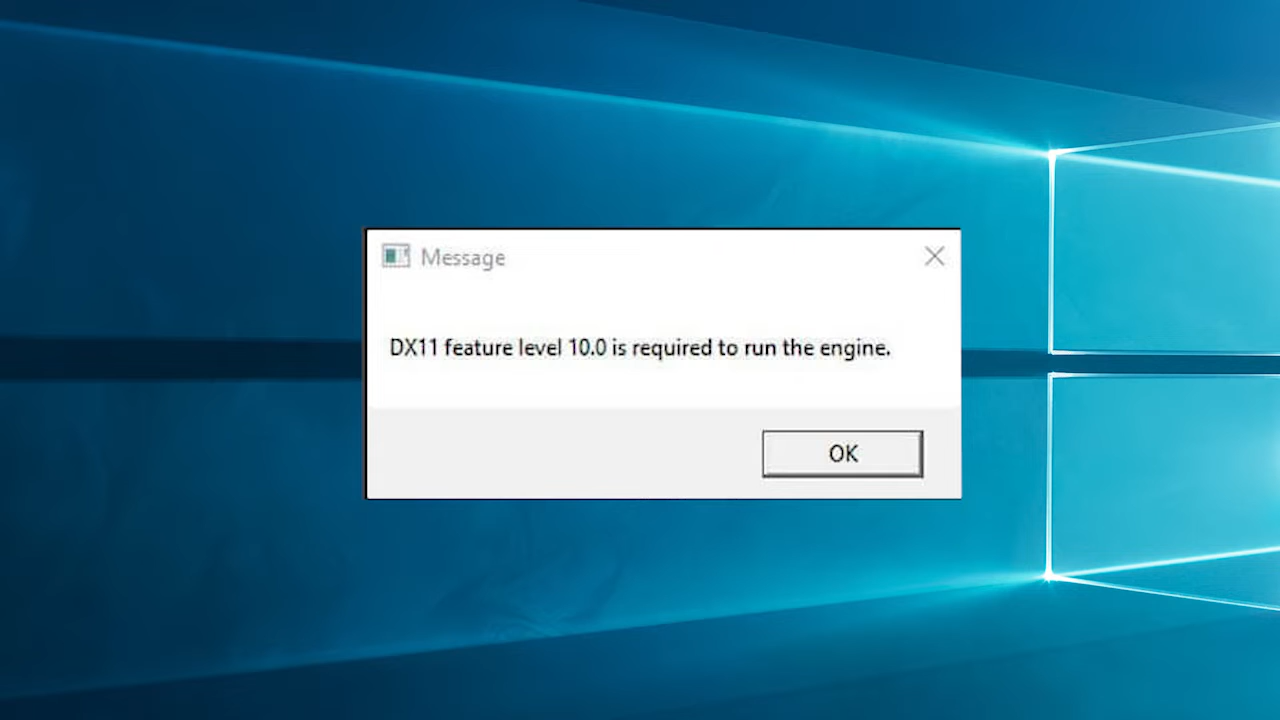 Message
DX11 feature level 10.0 is required to run the engine.
OK